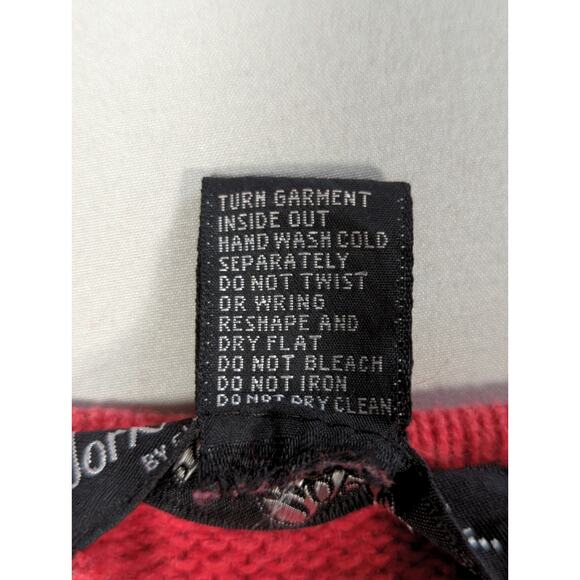 TURN GARMENT
INSIDE OUT
HAND WASH COLD
SEPARATELY
DO NOT TWIST
OR WRING
RESHAPE AND
DRY FLAT
DO NOT BLEACH
DO NOT IRON
DO NOT DRY CLEAN
BY